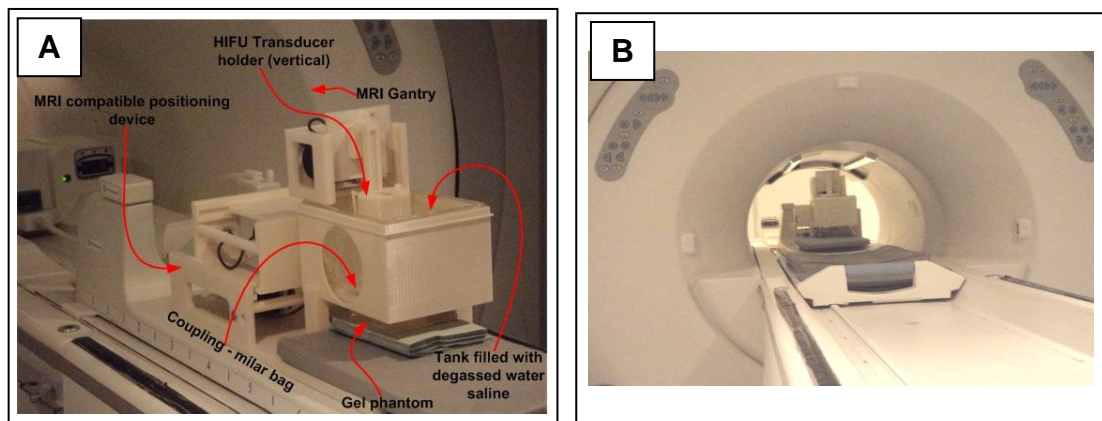 A
HIFU Transducer
holder (vertical)
MRI Gantry
MRI compatible positioning
device
Coupling - milar bag
Gel phantom
Tank filled with
degassed water
saline
B